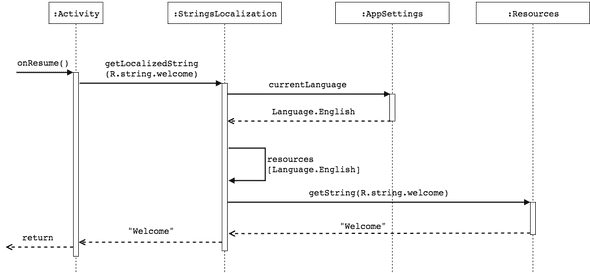 :Activity
:StringsLocalization
:AppSettings
:Resources
onResume()
getLocalizedString
(R.string.welcome)
currentLanguage
Language.English
resources
[Language.English]
getString(R.string.welcome)
"Welcome"
"Welcome"
return